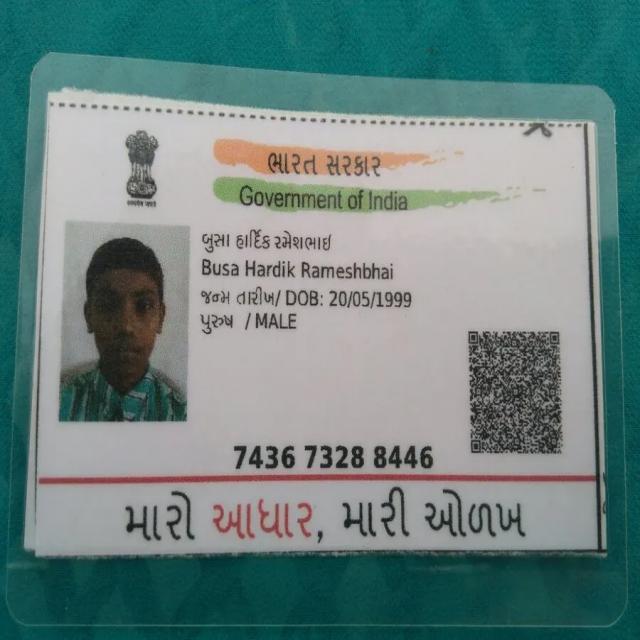 ભારત સરકાર
Government of India
બુસા હાર્દિક રમેશભાઇ
Busa Hardik Rameshbhai
જન્મ તારીખ/ DOB: 20/05/1999
પુરુષ / MALE
7436 7328 8446
મારો આધાર, મારી ઓળખ